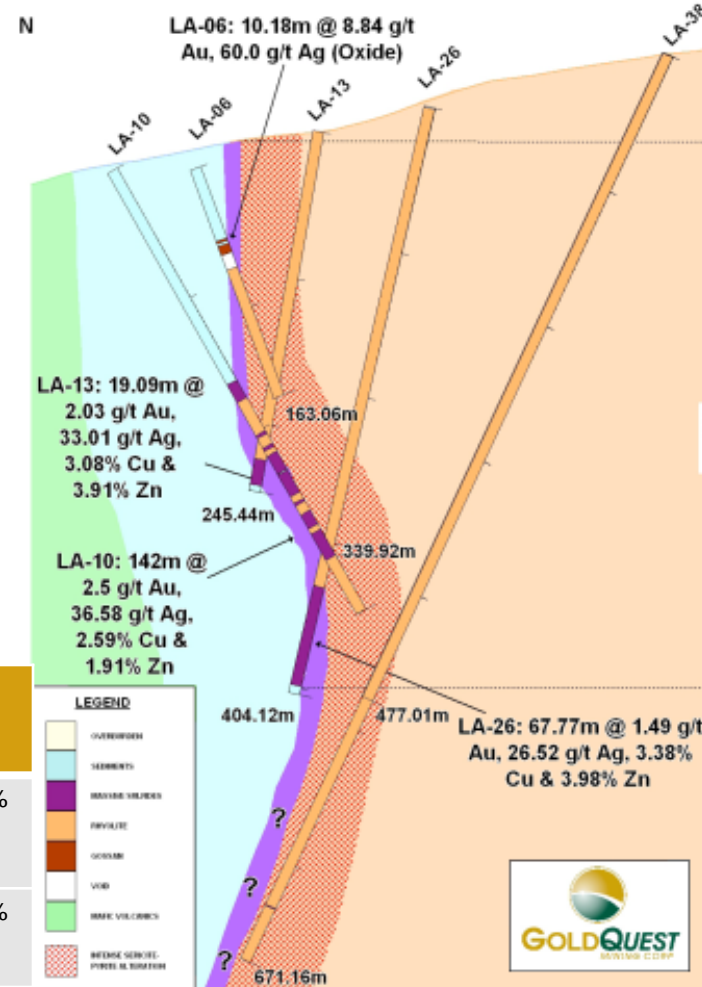 N
LA-06: 10.18m @ 8.84 g/t
Au, 60.0 g/t Ag (Oxide)
LA-38
LA-26
LA-13
LA-06
LA-10
LA-13: 19.09m @
2.03 g/t Au,
33.01 g/t Ag,
3.08% Cu &
3.91% Zn
163.06m
245.44m
339.92m
LA-10: 142m @
2.5 g/t Au,
36.58 g/t Ag,
2.59% Cu &
1.91% Zn
404.12m
477.01m
LA-26: 67.77m @ 1.49 g/t
Au, 26.52 g/t Ag, 3.38%
Cu & 3.98% Zn
%
%
LEGEND
OVERBURDEN
SEDIMENTS
MASSIVE SULFIDES
RHYOLITE
GOSSAN
VOID
MAFIC VOLCANICS
INTENSE SERICITE-
PYRITE ALTERATION
?
?
?
671.16m
GOLDQUEST
MINING CORP